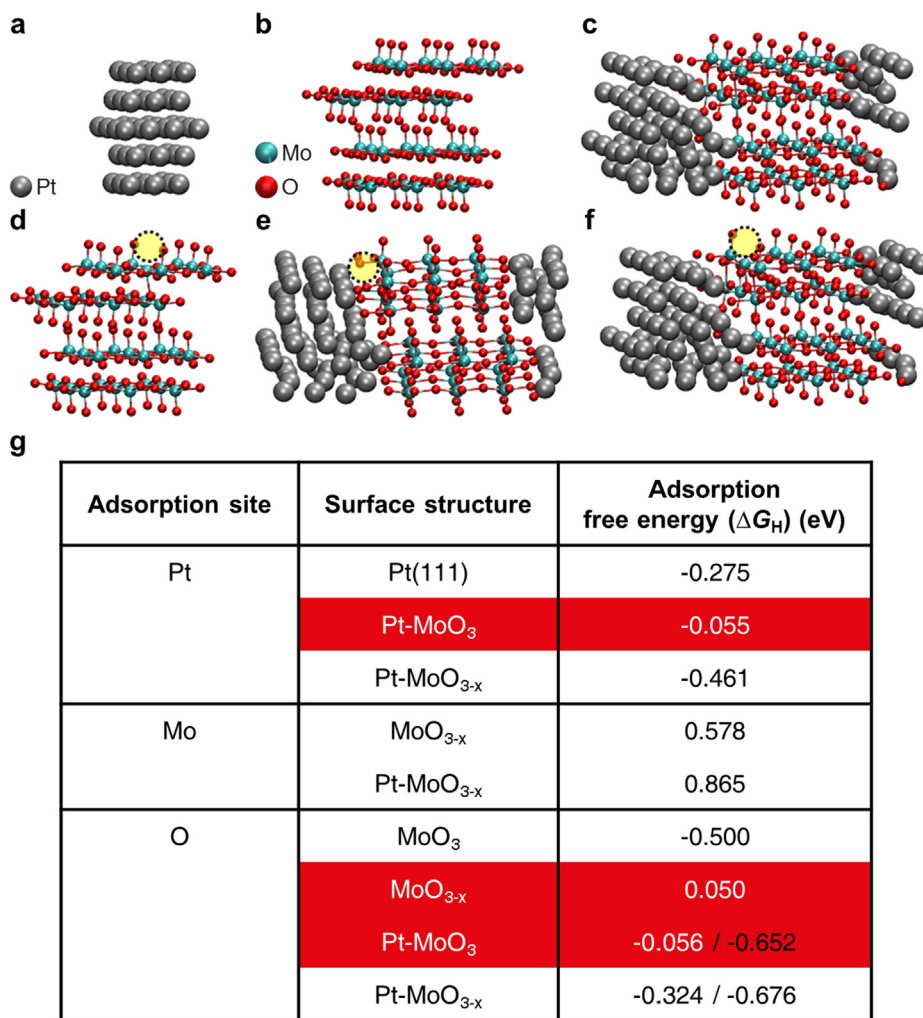 a
b
c
Mo
Pt
O
d
e
f
g
Adsorption site
Surface structure
Adsorption
free energy (ΔG_H) (eV)
Pt
Pt(111)
-0.275
Pt-MoO₃
-0.055
Pt-MoO₃₋ₓ
-0.461
Mo
MoO₃₋ₓ
0.578
Pt-MoO₃₋ₓ
0.865
O
MoO₃
-0.500
MoO₃₋ₓ
0.050
Pt-MoO₃
-0.056 / -0.652
Pt-MoO₃₋ₓ
-0.324 / -0.676